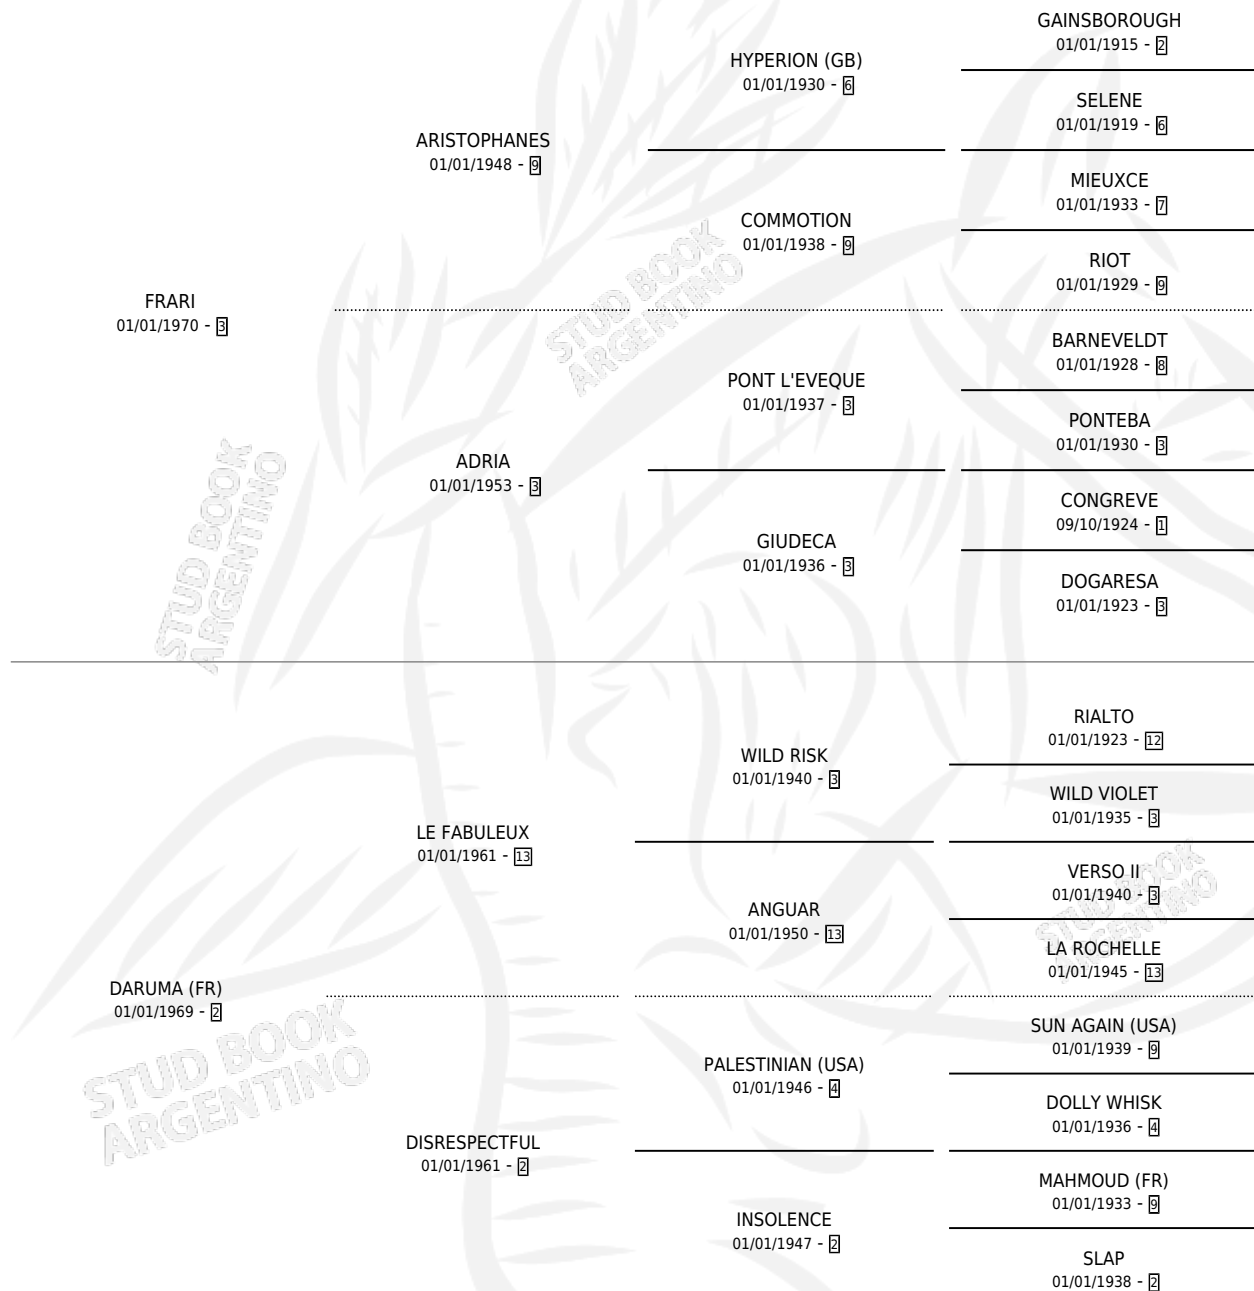 GAINSBOROUGH
01/01/1915 - 2
HYPERION (GB)
01/01/1930 - 6
SELENE
01/01/1919 - 6
ARISTOPHANES
01/01/1948 - 9
MIEUXCE
01/01/1933 - 7
COMMOTION
01/01/1938 - 9
RIOT
01/01/1929 - 9
FRARI
01/01/1970 - 3
BARNEVELDT
01/01/1928 - 8
PONT L'EVEQUE
01/01/1937 - 3
PONTEBA
01/01/1930 - 3
ADRIA
01/01/1953 - 3
CONGREVE
09/10/1924 - 1
GIUDECA
01/01/1936 - 3
DOGARESA
01/01/1923 - 3
RIALTO
01/01/1923 - 12
WILD RISK
01/01/1940 - 3
WILD VIOLET
01/01/1935 - 3
LE FABULEUX
01/01/1961 - 13
VERSO II
01/01/1940 - 3
ANGUAR
01/01/1950 - 13
LA ROCHELLE
01/01/1945 - 13
DARUMA (FR)
01/01/1969 - 2
SUN AGAIN (USA)
01/01/1939 - 9
PALESTINIAN (USA)
01/01/1946 - 4
DOLLY WHISK
01/01/1936 - 4
DISRESPECTFUL
01/01/1961 - 2
MAHMOUD (FR)
01/01/1933 - 9
INSOLENCE
01/01/1947 - 2
SLAP
01/01/1938 - 2
STUD BOOK
ARGENTINO
STUD BOOK
ARGENTINO
STUD BOOK
ARGENTINO
STUD BOOK
ARGENTINO